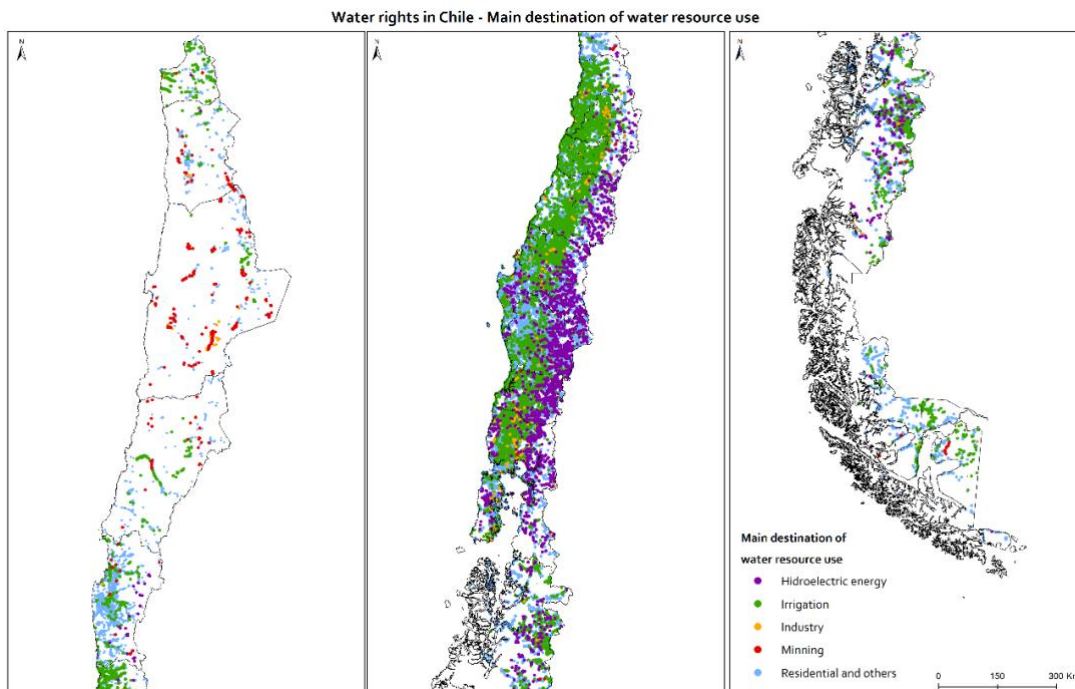 Water rights in Chile - Main destination of water resource use
N
N
N
Main destination of
water resource use
Hidroelectric energy
Irrigation
Industry
Minning
Residential and others
0 150 300 Km